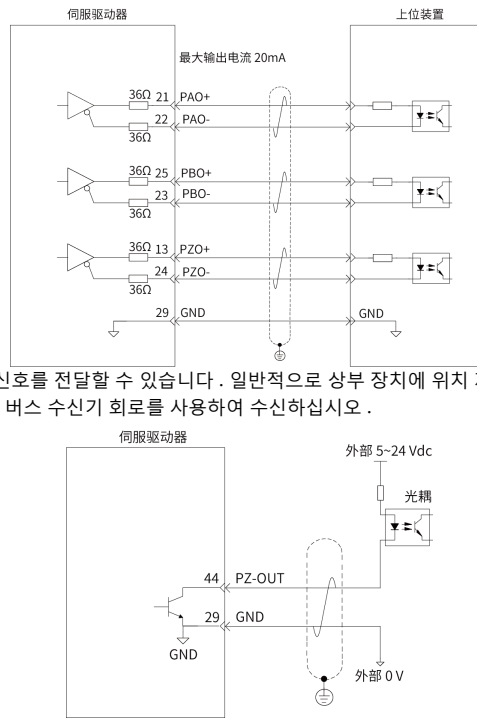 伺服驱动器
上位装置
最大输出电流 20mA
36Ω 21 PAO+
22 PAO-
36Ω
36Ω 25 PBO+
23 PBO-
36Ω
36Ω 13 PZO+
24 PZO-
36Ω
29 GND
GND
신호를 전달할 수 있습니다 . 일반적으로 상부 장치에 위치
버스 수신기 회로를 사용하여 수신하십시오 .
伺服驱动器
外部 5~24 Vdc
光耦
44 PZ-OUT
29 GND
GND
外部 0 V